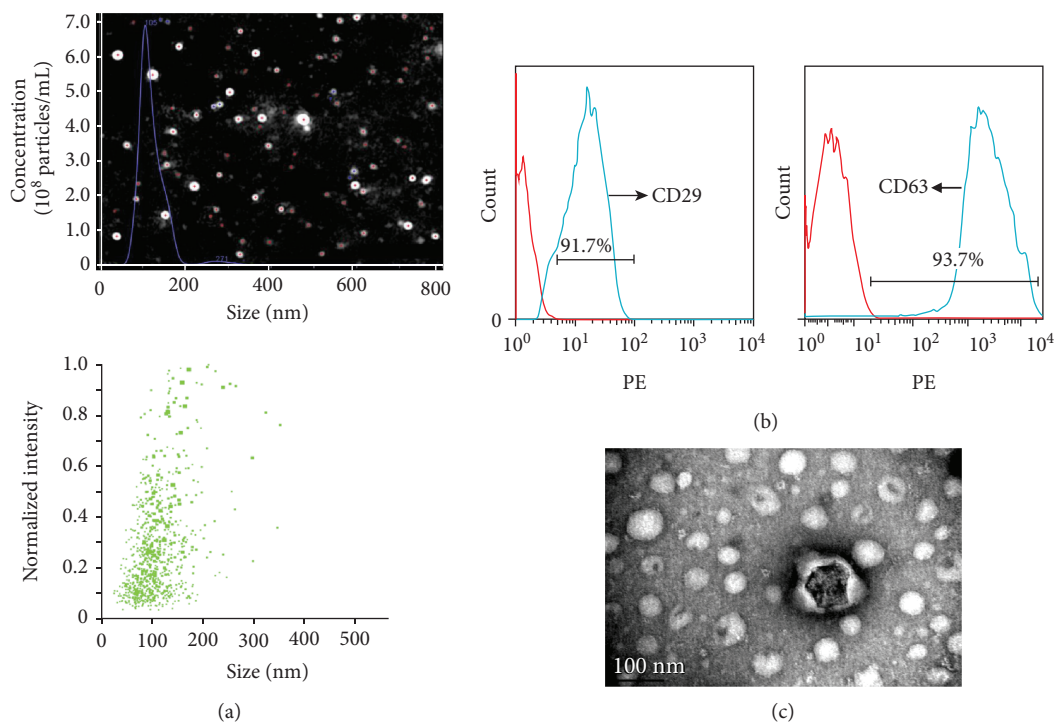 Concentration
(10⁸ particles/mL)
7.0
6.0
5.0
4.0
3.0
2.0
1.0
0
105
271
0
200
400
600
800
Size (nm)
Normalized intensity
1.0
0.8
0.6
0.4
0.2
0
0
100
200
300
400
500
Size (nm)
(a)
Count
0
CD29
91.7%
10⁰
10¹
10²
10³
10⁴
PE
Count
CD63
93.7%
10⁰
10¹
10²
10³
10⁴
PE
(b)
100 nm
(c)